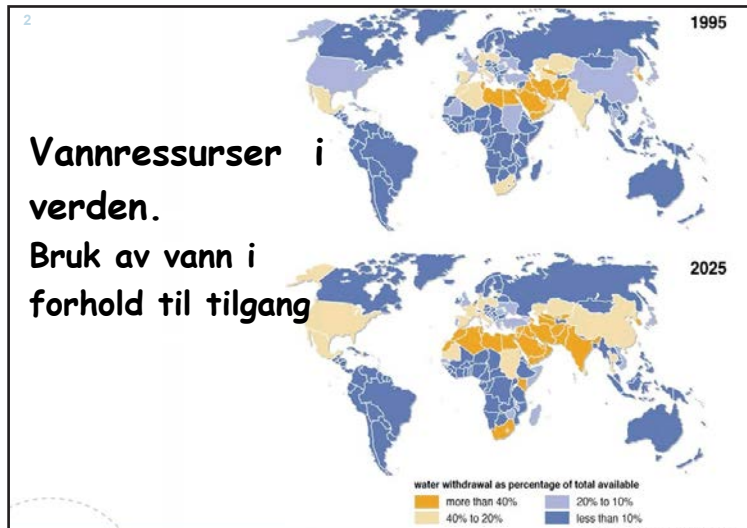 2
1995
Vannressurser i
verden.
Bruk av vann i
forhold til tilgang
2025
water withdrawal as percentage of total available
more than 40%
20% to 10%
40% to 20%
less than 10%